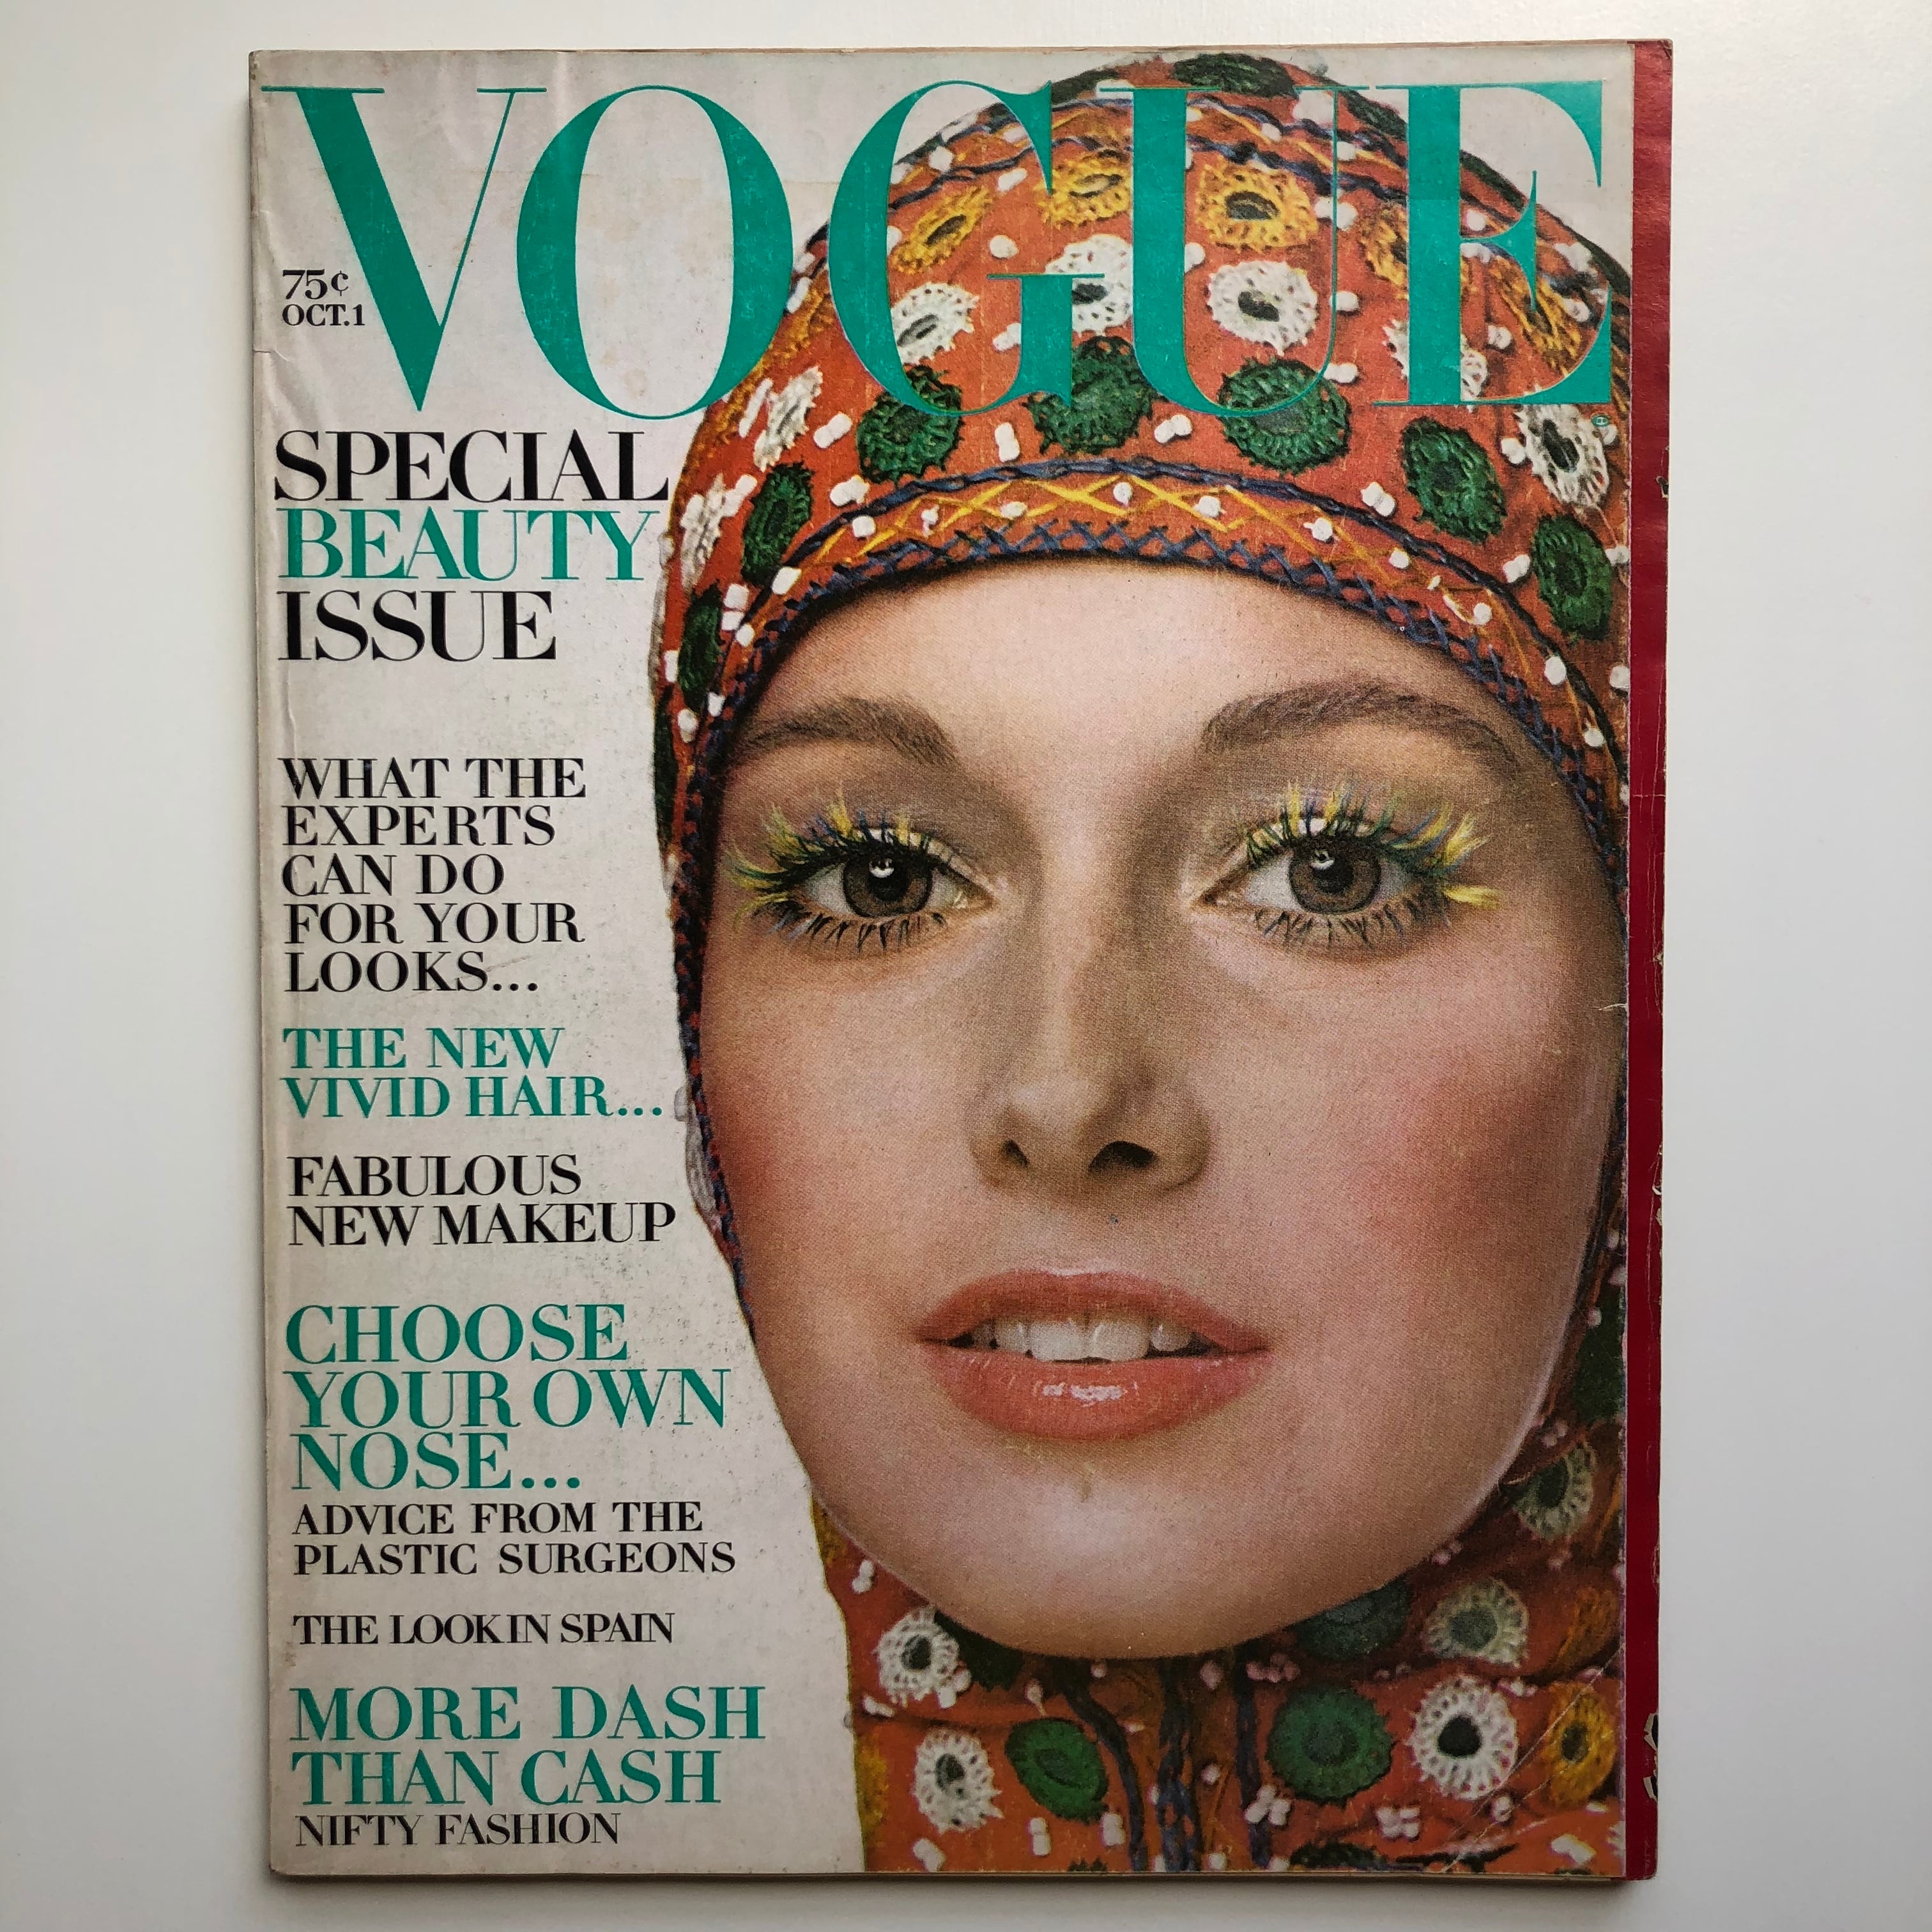 VOGUE
75¢
OCT.1
SPECIAL
BEAUTY
ISSUE
WHAT THE
EXPERTS
CAN DO
FOR YOUR
LOOKS...
THE NEW
VIVID HAIR...
FABULOUS
NEW MAKEUP
CHOOSE
YOUR OWN
NOSE...
ADVICE FROM THE
PLASTIC SURGEONS
THE LOOK IN SPAIN
MORE DASH
THAN CASH
NIFTY FASHION